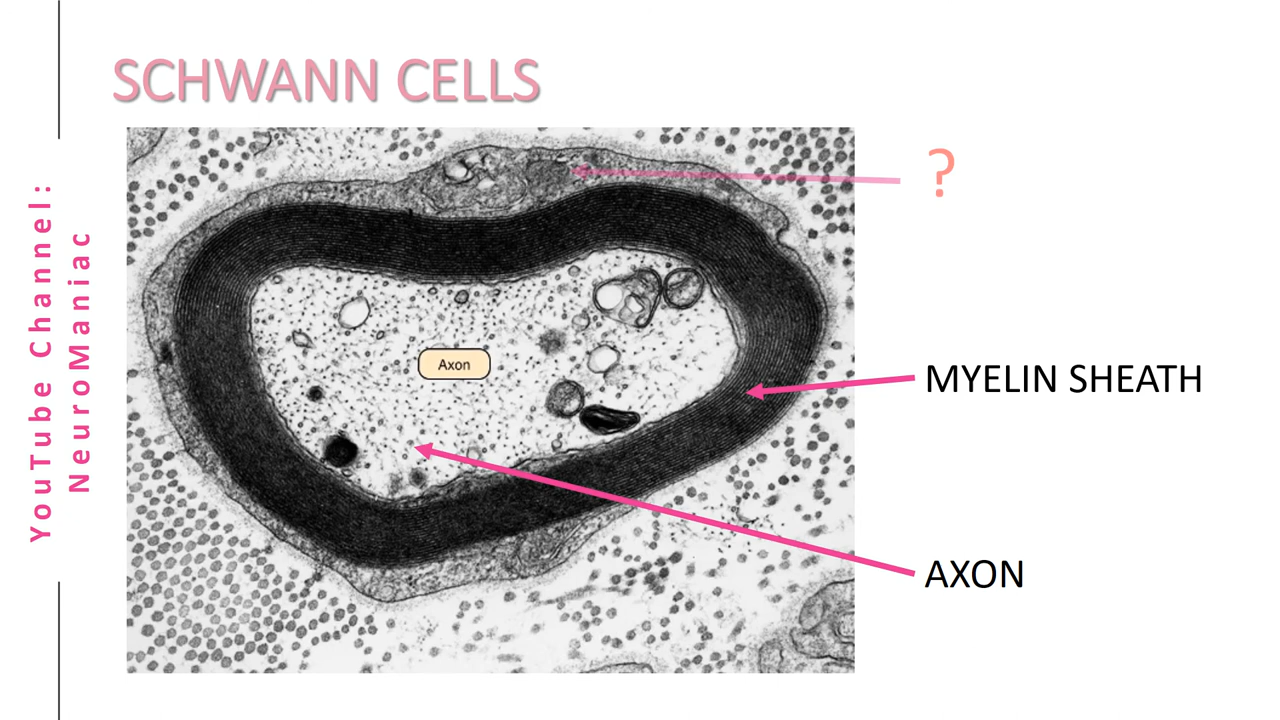 SCHWANN CELLS
YouTube Channel:
NeuroManiac
?
Axon
MYELIN SHEATH
AXON